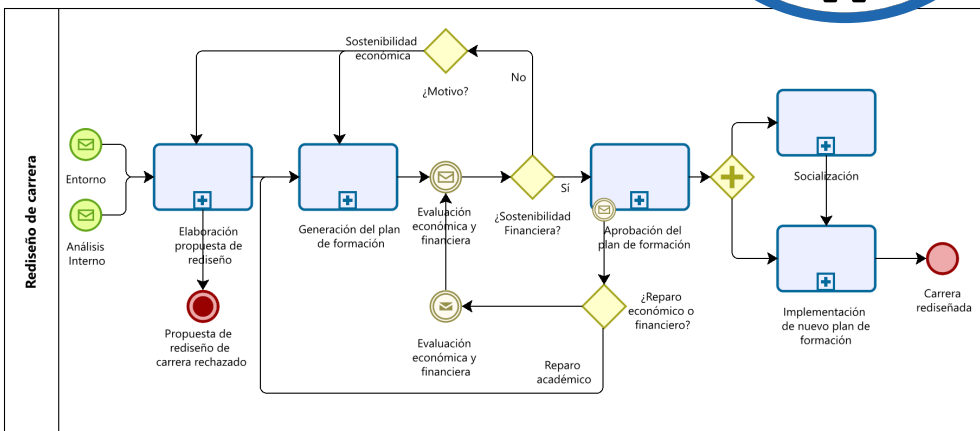 Rediseño de carrera
Entorno
Análisis
Interno
Elaboración
propuesta de
rediseño
Propuesta de
rediseño de
carrera rechazado
Sostenibilidad
económica
¿Motivo?
No
Generación del plan
de formación
Evaluación
económica y
financiera
¿Sostenibilidad
Financiera?
Sí
Aprobación del
plan de formación
Evaluación
económica y
financiera
¿Reparo
económico o
financiero?
Reparo
académico
Socialización
Implementación
de nuevo plan de
formación
Carrera
rediseñada